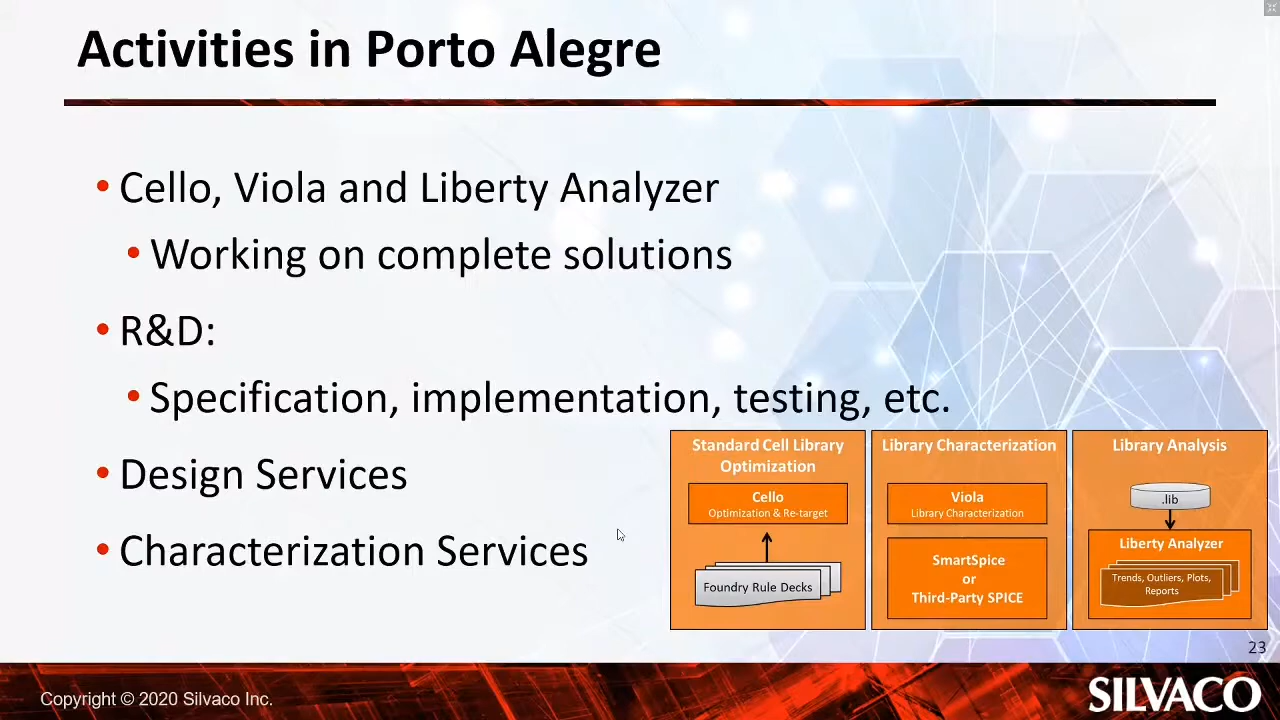 Activities in Porto Alegre
• Cello, Viola and Liberty Analyzer
• Working on complete solutions
• R&D:
• Specification, implementation, testing, etc.
• Design Services
• Characterization Services
Standard Cell Library
Optimization
Cello
Optimization & Re-target
Foundry Rule Decks
Library Characterization
Viola
Library Characterization
SmartSpice
or
Third-Party SPICE
Library Analysis
.lib
Liberty Analyzer
Trends, Outliers, Plots,
Reports
23
Copyright © 2020 Silvaco Inc.
SILVACO